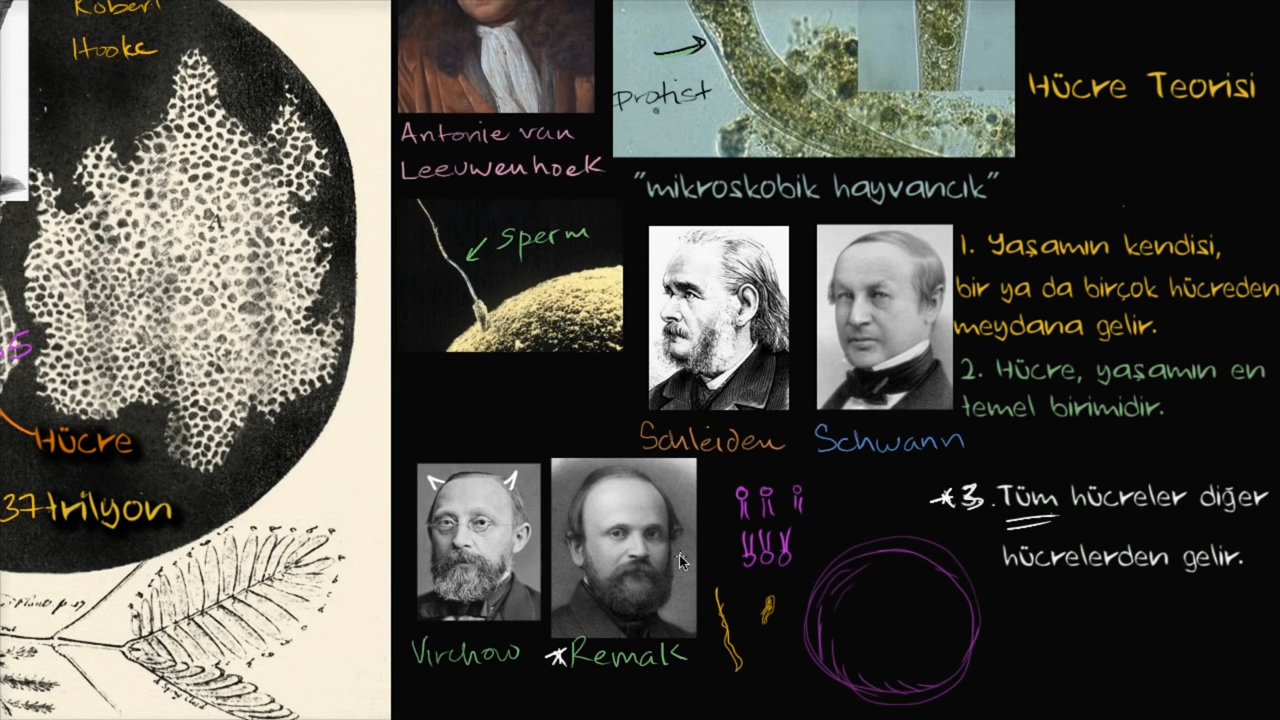 Robert
Hooke
A
Hücre
37 trilyon
Antonie van
Leeuwenhoek
protist
"mikroskobik hayvancık"
sperm
Schleiden
Schwann
Virchow
*Remak
Hücre Teorisi
1. Yaşamın kendisi,
bir ya da birçok hücreden
meydana gelir.
2. Hücre, yaşamın en
temel birimidir.
*3. Tüm hücreler diğer
hücrelerden gelir.